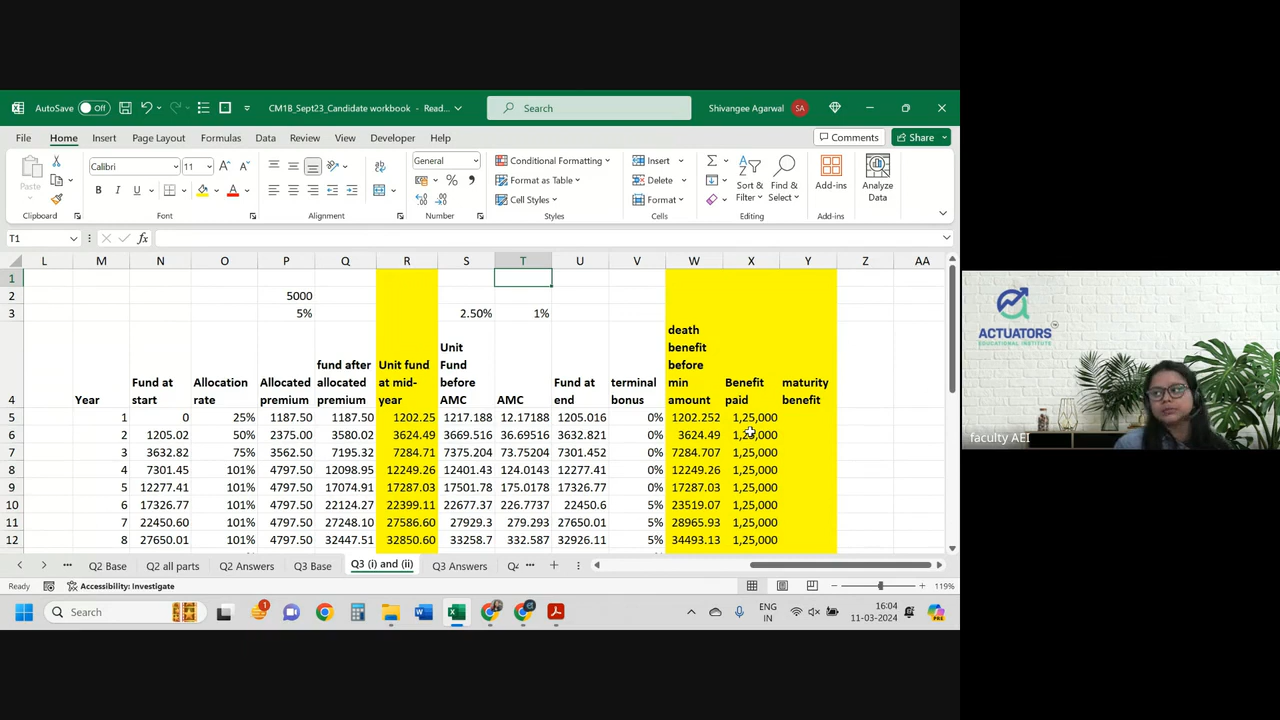 AutoSave Off CM1B_Sept23_Candidate workbook - Read... Search Shivangee Agarwal SA
File Home Insert Page Layout Formulas Data Review View Developer Help Comments Share
Paste Calibri 11 General Conditional Formatting Insert Sort & Filter Find & Select Add-ins Analyze Data
Format as Table Delete
Cell Styles Format
Clipboard Font Alignment Number Styles Cells Editing Add-ins
T1 fx
L M N O P Q R S T U V W X Y Z AA
1
2 5000
3 5% 2.50% 1%
4 Year Fund at start Allocation rate Allocated premium fund after allocated premium Unit fund at mid-year Unit Fund before AMC AMC Fund at end terminal bonus death benefit before min amount Benefit paid maturity benefit
5 1 0 25% 1187.50 1187.50 1202.25 1217.188 12.17188 1205.016 0% 1202.252 1,25,000
6 2 1205.02 50% 2375.00 3580.02 3624.49 3669.516 36.69516 3632.821 0% 3624.49 1,25,000
7 3 3632.82 75% 3562.50 7195.32 7284.71 7375.204 73.75204 7301.452 0% 7284.707 1,25,000
8 4 7301.45 101% 4797.50 12098.95 12249.26 12401.43 124.0143 12277.41 0% 12249.26 1,25,000
9 5 12277.41 101% 4797.50 17074.91 17287.03 17501.78 175.0178 17326.77 0% 17287.03 1,25,000
10 6 17326.77 101% 4797.50 22124.27 22399.11 22677.37 226.7737 22450.6 5% 23519.07 1,25,000
11 7 22450.60 101% 4797.50 27248.10 27586.60 27929.3 279.293 27650.01 5% 28965.93 1,25,000
12 8 27650.01 101% 4797.50 32447.51 32850.60 33258.7 332.587 32926.11 5% 34493.13 1,25,000
Q2 Base Q2 all parts Q2 Answers Q3 Base Q3 (i) and (ii) Q3 Answers
Ready Accessibility: Investigate 119%
Search ENG IN 16:04 11-03-2024
ACTUATORS
EDUCATIONAL INSTITUTE
faculty AEI